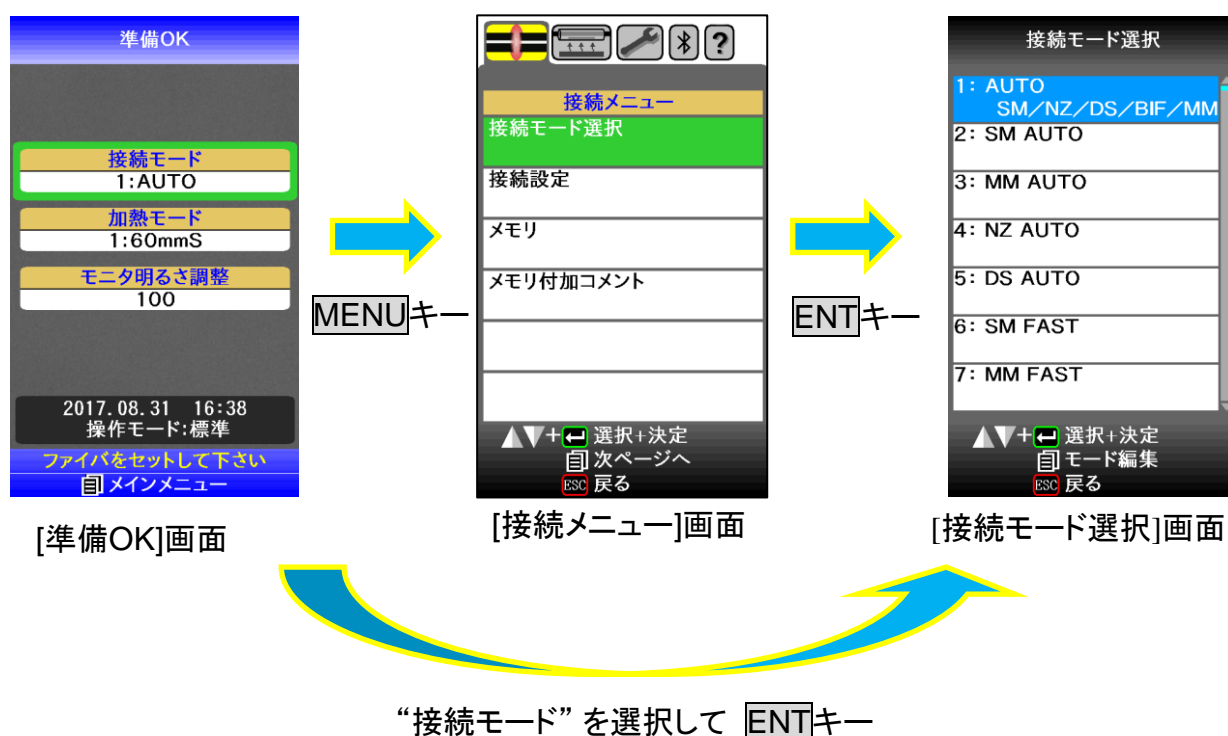 準備OK
接続モード
1:AUTO
加熱モード
1:60mmS
モニタ明るさ調整
100
2017.08.31 16:38
操作モード:標準
ファイバをセットして下さい
メインメニュー
[準備OK]画面
MENUキー
?
接続メニュー
接続モード選択
接続設定
メモリ
メモリ付加コメント
+ 選択+決定
次ページへ
ESC 戻る
[接続メニュー]画面
ENTキー
接続モード選択
1: AUTO
SM/NZ/DS/BIF/MM
2: SM AUTO
3: MM AUTO
4: NZ AUTO
5: DS AUTO
6: SM FAST
7: MM FAST
+ 選択+決定
モード編集
ESC 戻る
[接続モード選択]画面
“接続モード” を選択して ENTキー